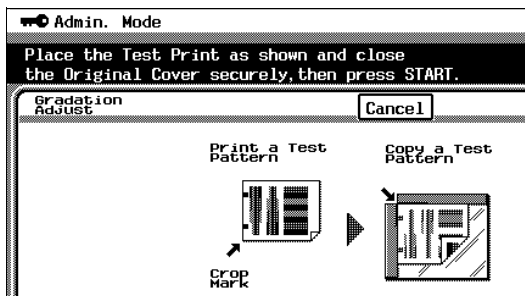 Admin. Mode
Place the Test Print as shown and close
the Original Cover securely,then press START.
Gradation
Adjust
Cancel
Print a Test
Pattern
Copy a Test
Pattern
Crop
Mark